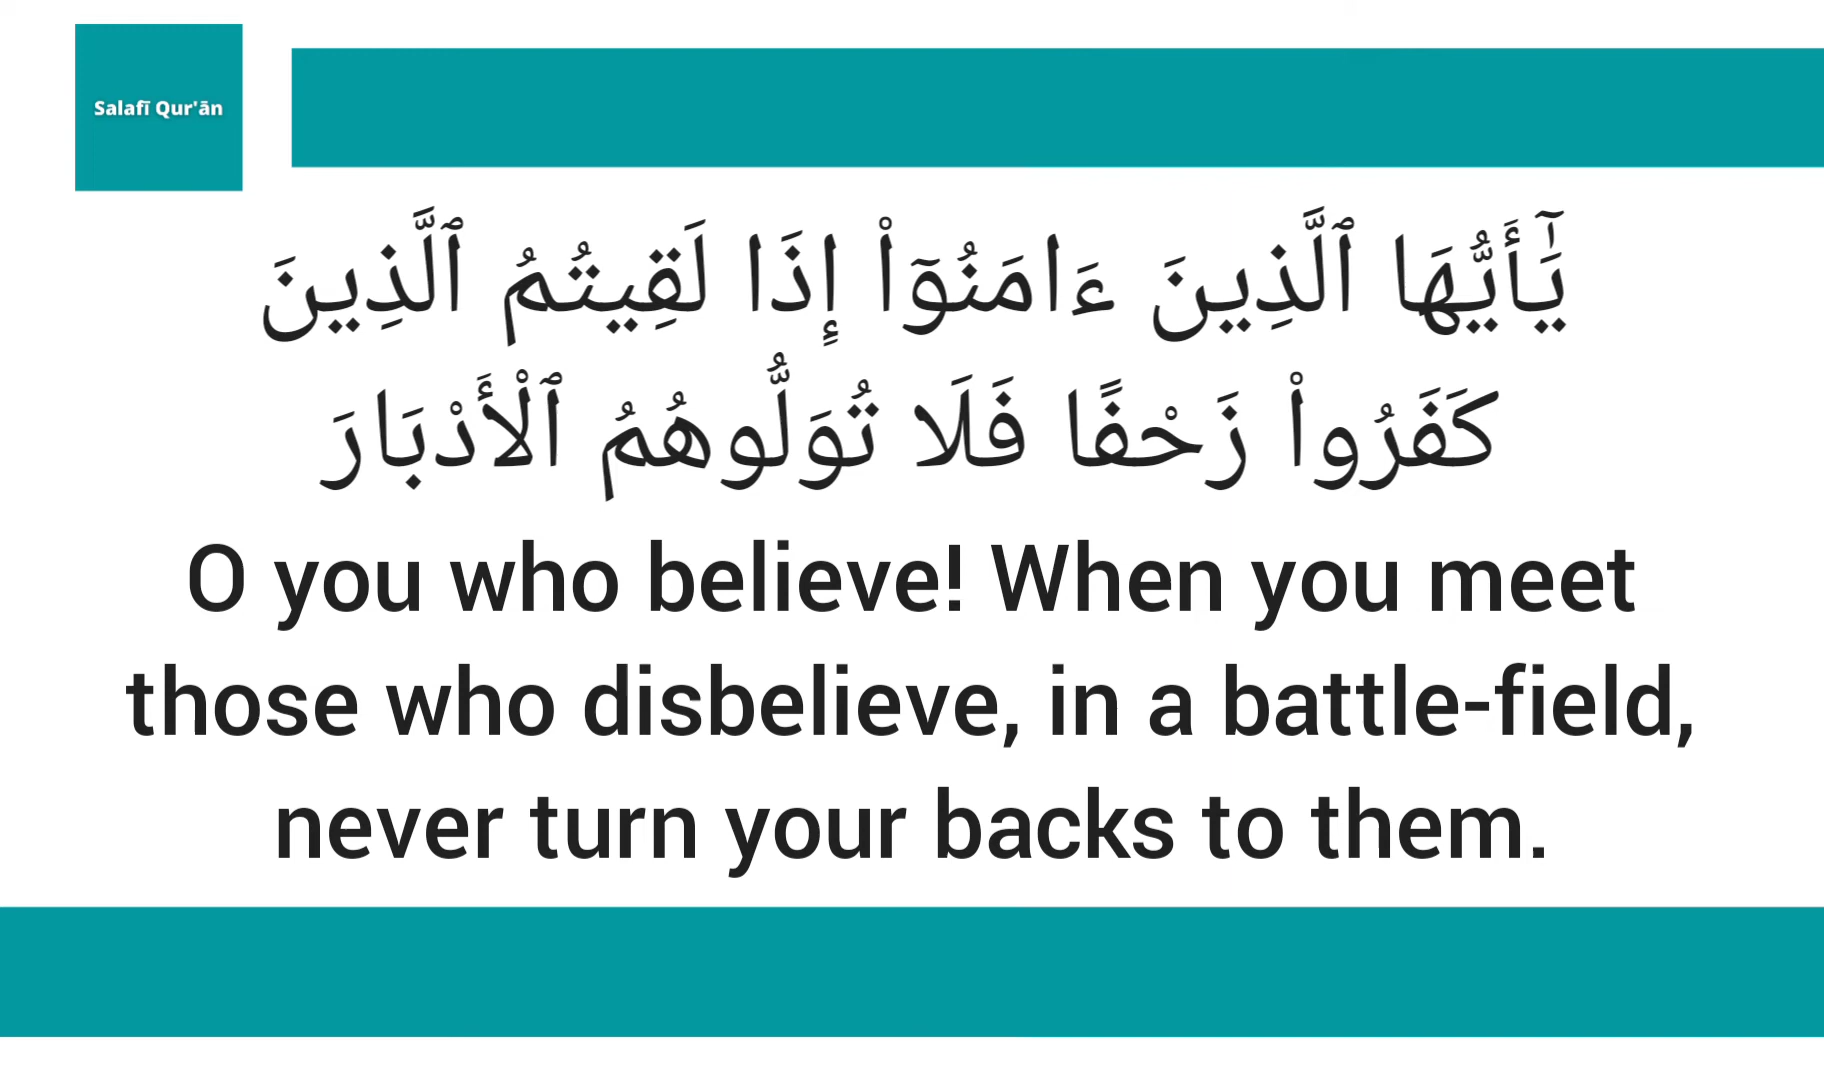 Salafī Qur'ān
يَٰٓأَيُّهَا ٱلَّذِينَ ءَامَنُوٓا۟ إِذَا لَقِيتُمُ ٱلَّذِينَ
كَفَرُوا۟ زَحْفًا فَلَا تُوَلُّوهُمُ ٱلْأَدْبَارَ
O you who believe! When you meet
those who disbelieve, in a battle-field,
never turn your backs to them.